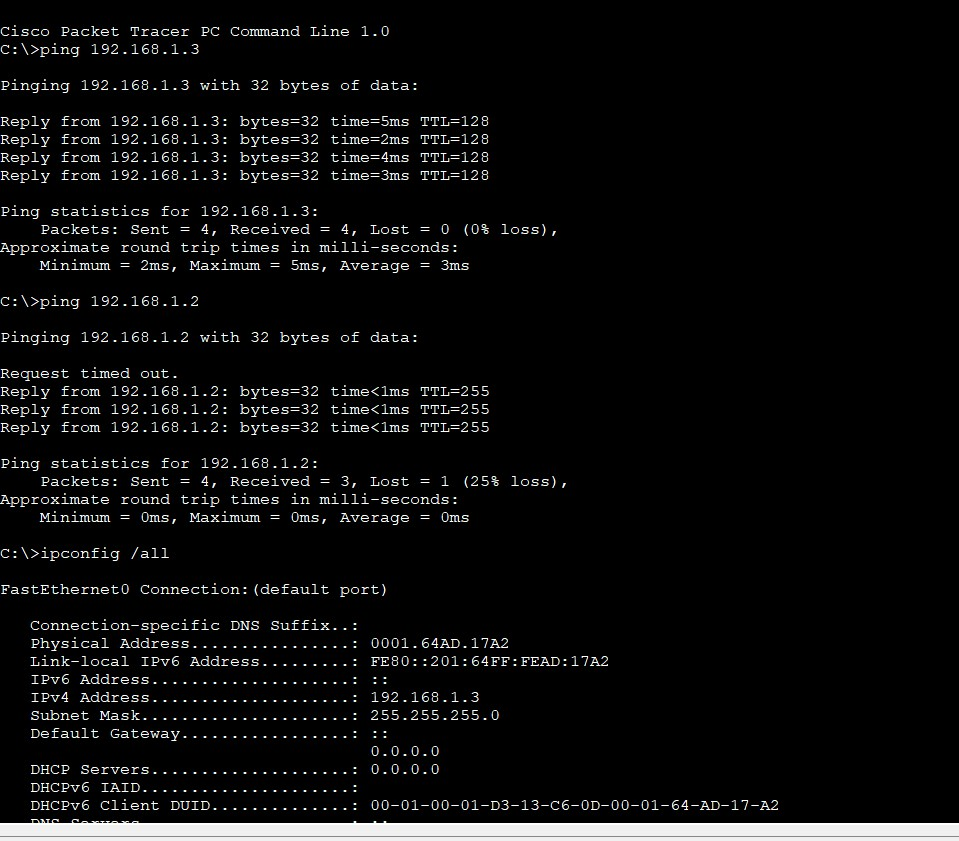 Cisco Packet Tracer PC Command Line 1.0
C:\>ping 192.168.1.3
Pinging 192.168.1.3 with 32 bytes of data:
Reply from 192.168.1.3: bytes=32 time=5ms TTL=128
Reply from 192.168.1.3: bytes=32 time=2ms TTL=128
Reply from 192.168.1.3: bytes=32 time=4ms TTL=128
Reply from 192.168.1.3: bytes=32 time=3ms TTL=128
Ping statistics for 192.168.1.3:
Packets: Sent = 4, Received = 4, Lost = 0 (0% loss),
Approximate round trip times in milli-seconds:
Minimum = 2ms, Maximum = 5ms, Average = 3ms
C:\>ping 192.168.1.2
Pinging 192.168.1.2 with 32 bytes of data:
Request timed out.
Reply from 192.168.1.2: bytes=32 time<1ms TTL=255
Reply from 192.168.1.2: bytes=32 time<1ms TTL=255
Reply from 192.168.1.2: bytes=32 time<1ms TTL=255
Ping statistics for 192.168.1.2:
Packets: Sent = 4, Received = 3, Lost = 1 (25% loss),
Approximate round trip times in milli-seconds:
Minimum = 0ms, Maximum = 0ms, Average = 0ms
C:\>ipconfig /all
FastEthernet0 Connection:(default port)
Connection-specific DNS Suffix..:
Physical Address................: 0001.64AD.17A2
Link-local IPv6 Address.........: FE80::201:64FF:FEAD:17A2
IPv6 Address....................: ::
IPv4 Address....................: 192.168.1.3
Subnet Mask.....................: 255.255.255.0
Default Gateway.................: ::
0.0.0.0
DHCP Servers....................: 0.0.0.0
DHCPv6 IAID.....................:
DHCPv6 Client DUID..............: 00-01-00-01-D3-13-C6-0D-00-01-64-AD-17-A2
DNS Servers.....................: ::